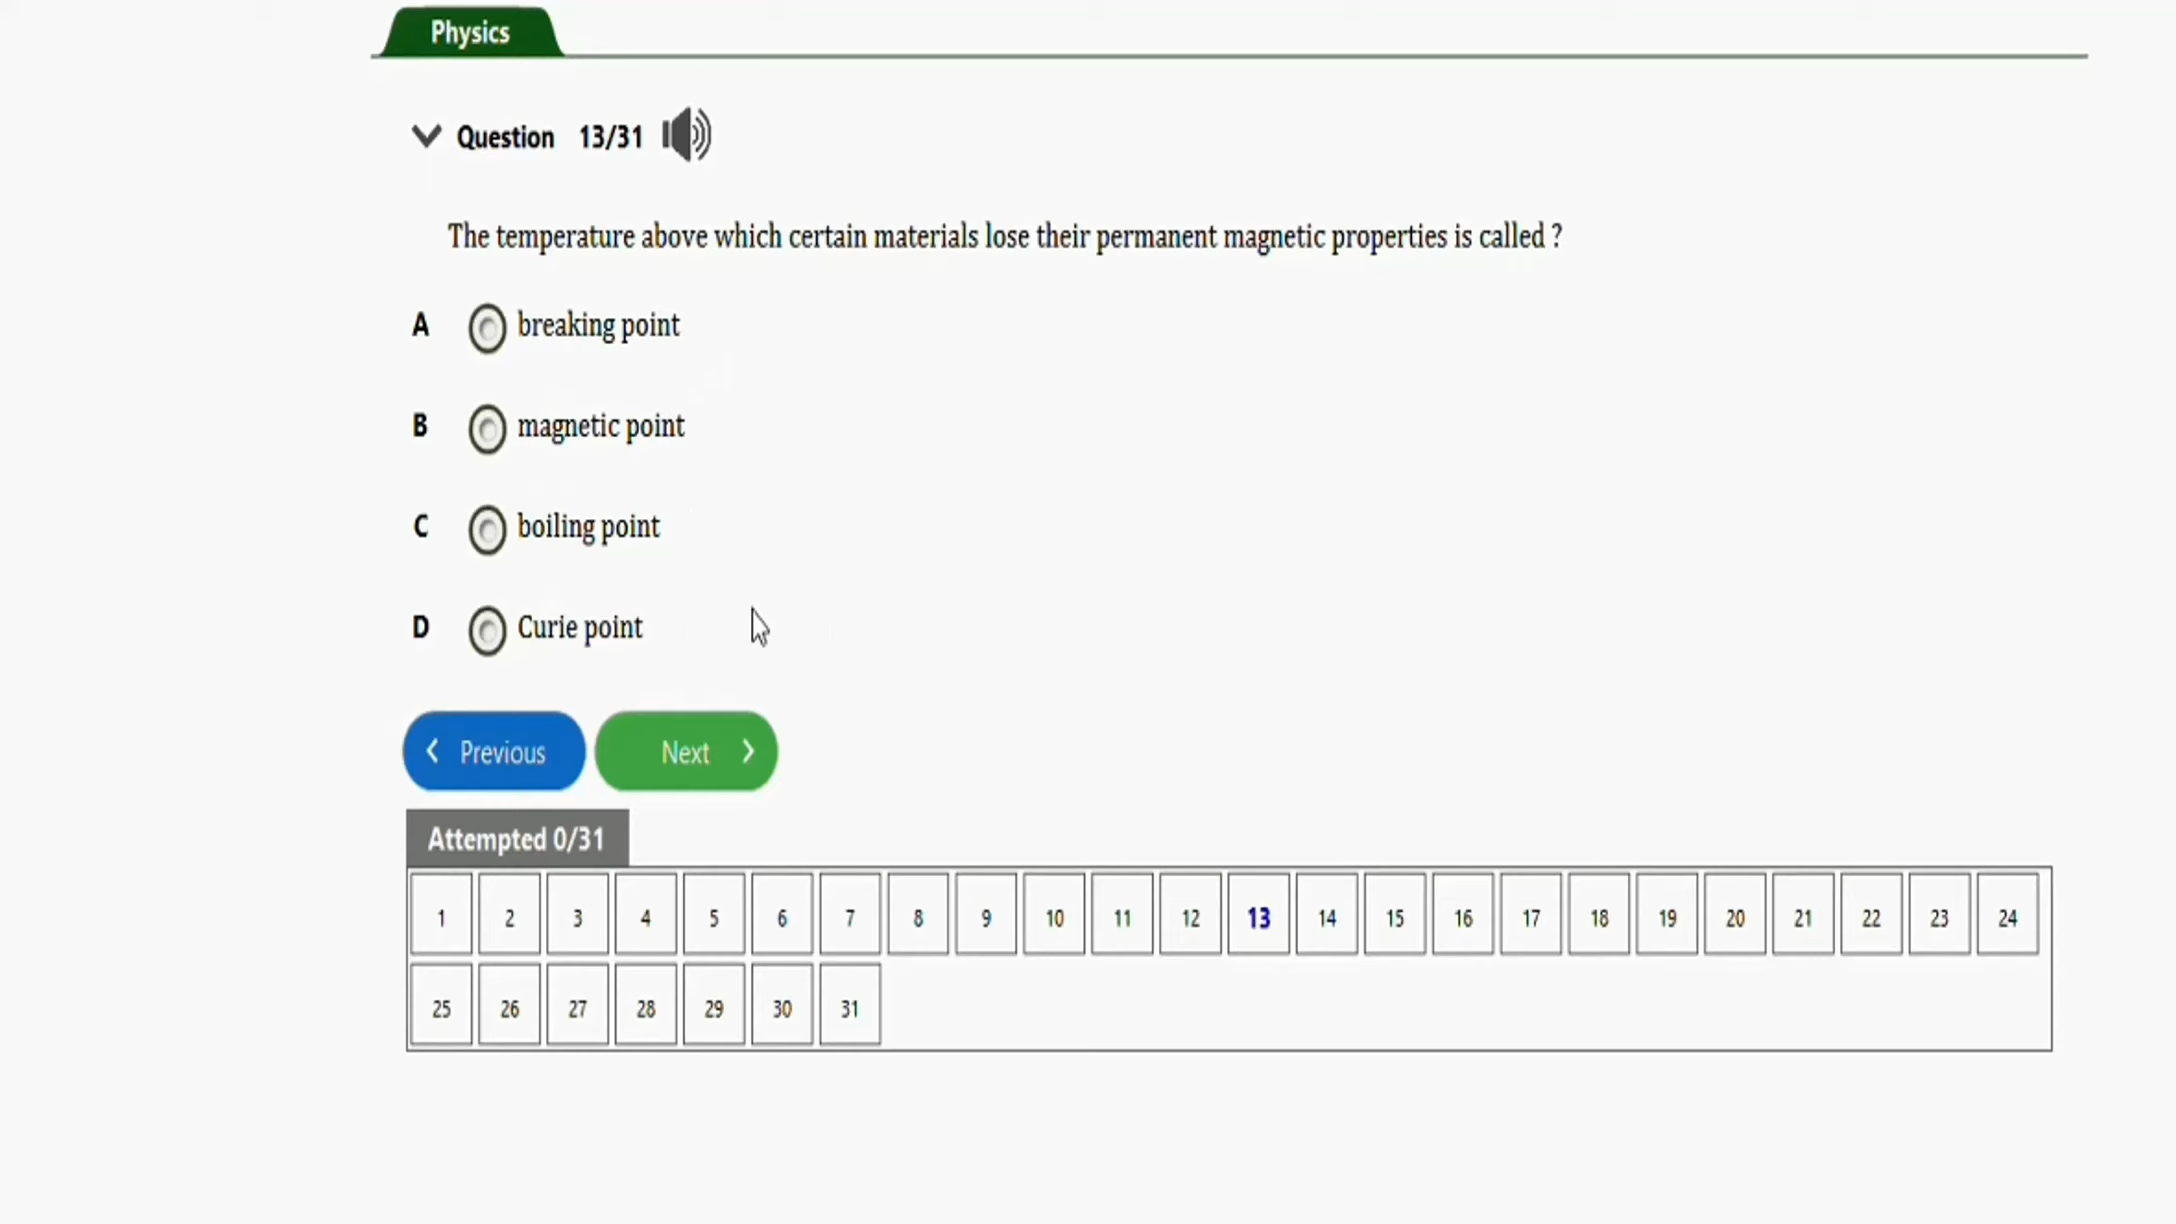 Physics
Question 13/31
The temperature above which certain materials lose their permanent magnetic properties is called ?
A breaking point
B magnetic point
C boiling point
D Curie point
Previous Next
Attempted 0/31
1 2 3 4 5 6 7 8 9 10 11 12 13 14 15 16 17 18 19 20 21 22 23 24
25 26 27 28 29 30 31